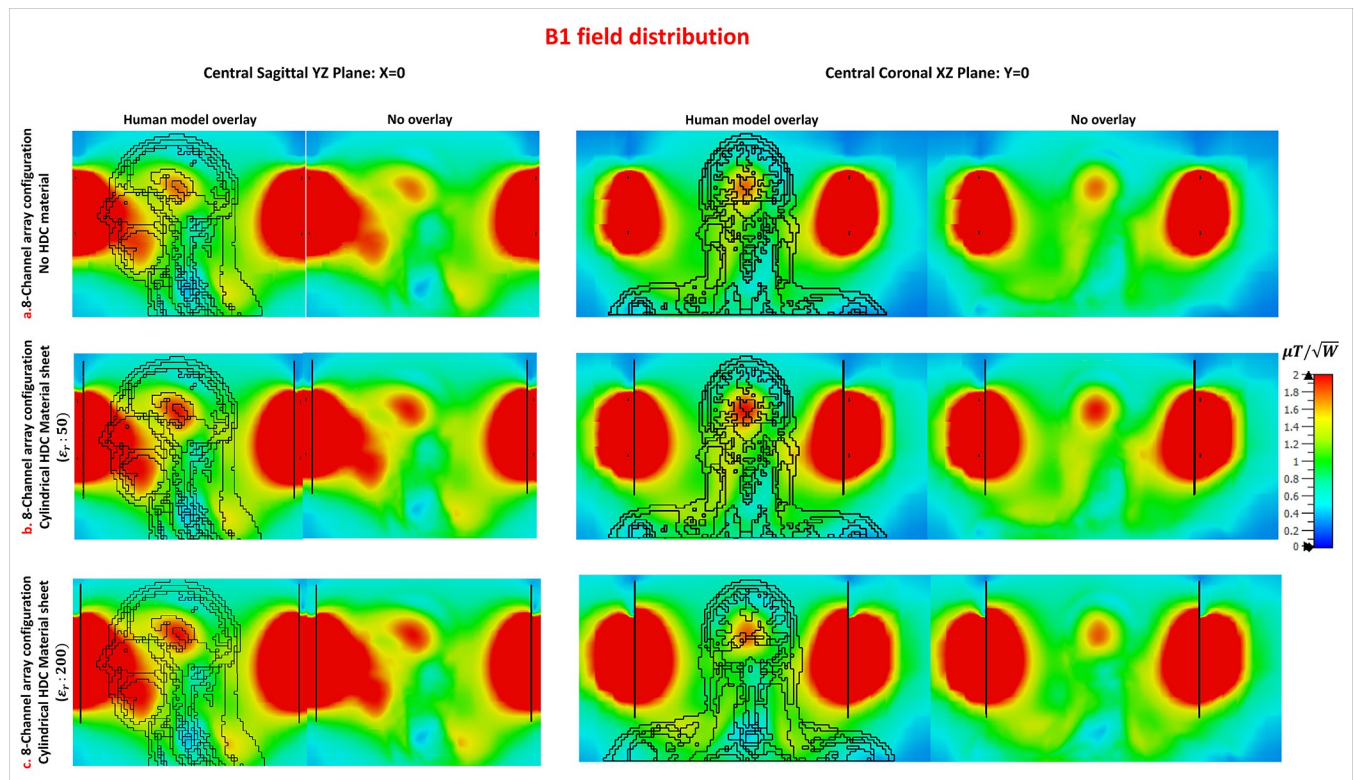 B1 field distribution
Central Sagittal YZ Plane: X=0
Central Coronal XZ Plane: Y=0
Human model overlay
No overlay
Human model overlay
No overlay
a.8-Channel array configuration
No HDC material
b. 8-Channel array configuration
Cylindrical HDC Material sheet
(εᵣ : 50)
c. 8-Channel array configuration
Cylindrical HDC Material sheet
(εᵣ : 200)
μT/√W
2
1.8
1.6
1.4
1.2
1
0.8
0.6
0.4
0.2
0